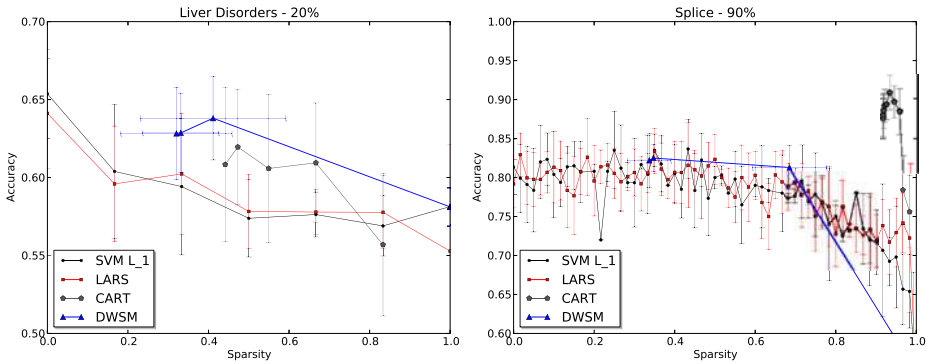 Liver Disorders - 20%
0.70
0.65
0.60
0.55
0.50
Accuracy
0.0
0.2
0.4
0.6
0.8
1.0
Sparsity
SVM L_1
LARS
CART
DWSM
Splice - 90%
1.00
0.95
0.90
0.85
0.80
0.75
0.70
0.65
0.60
Accuracy
0.0
0.2
0.4
0.6
0.8
1.0
Sparsity
SVM L_1
LARS
CART
DWSM